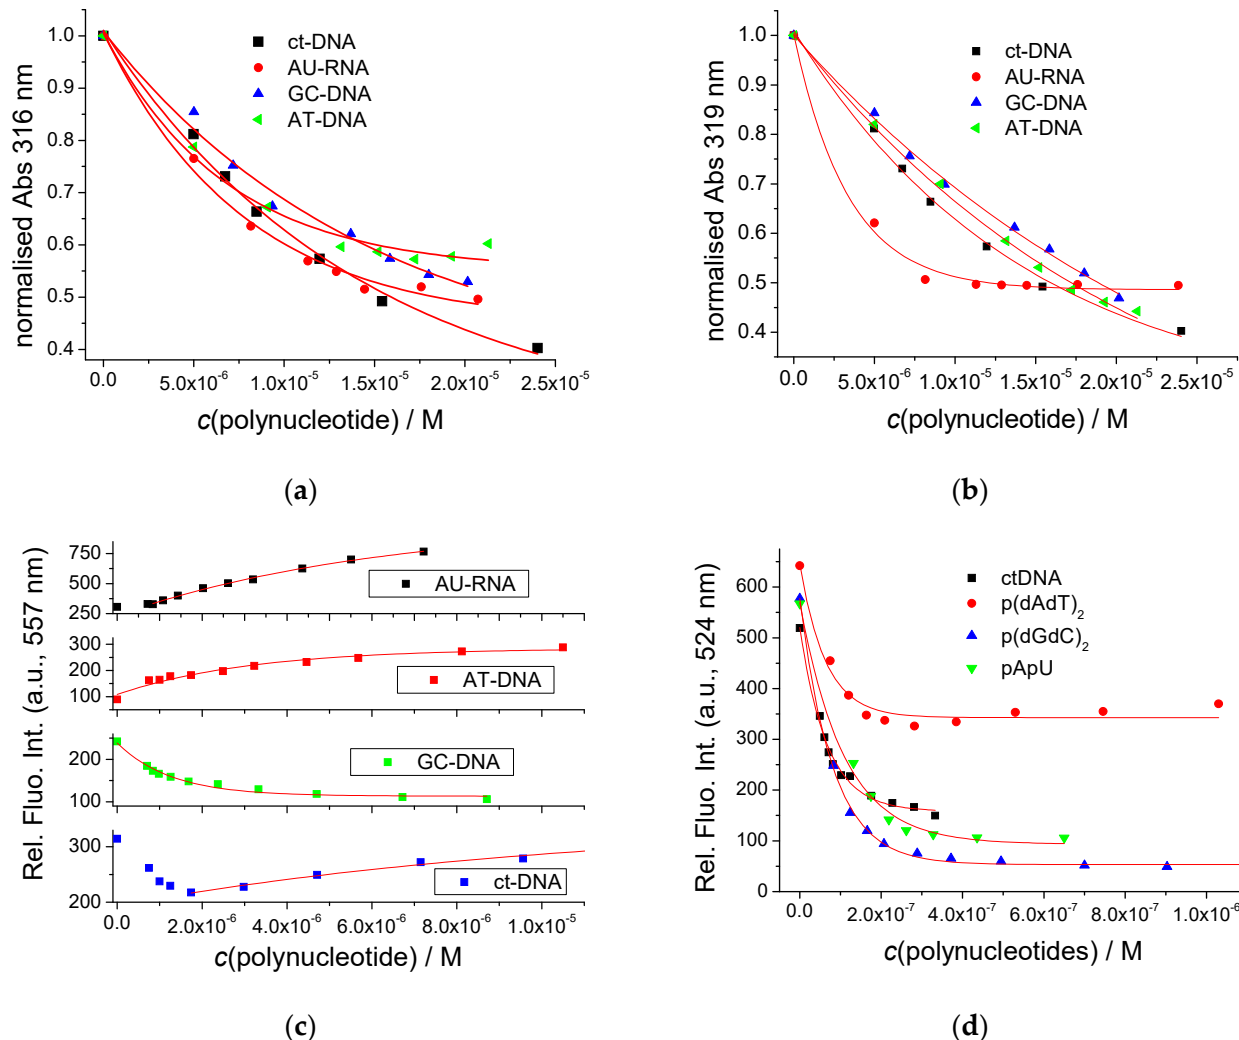 normalised Abs 316 nm
1.0
0.9
0.8
0.7
0.6
0.5
0.4
ct-DNA
AU-RNA
GC-DNA
AT-DNA
0.0 5.0x10⁻⁶ 1.0x10⁻⁵ 1.5x10⁻⁵ 2.0x10⁻⁵ 2.5x10⁻⁵
c(polynucleotide) / M
(a)
normalised Abs 319 nm
1.0
0.9
0.8
0.7
0.6
0.5
0.4
ct-DNA
AU-RNA
GC-DNA
AT-DNA
0.0 5.0x10⁻⁶ 1.0x10⁻⁵ 1.5x10⁻⁵ 2.0x10⁻⁵ 2.5x10⁻⁵
c(polynucleotide) / M
(b)
Rel. Fluo. Int. (a.u., 557 nm)
750
500
250
AU-RNA
300
200
100
AT-DNA
200
100
GC-DNA
300
200
ct-DNA
0.0 2.0x10⁻⁶ 4.0x10⁻⁶ 6.0x10⁻⁶ 8.0x10⁻⁶ 1.0x10⁻⁵
c(polynucleotide) / M
(c)
Rel. Fluo. Int. (a.u., 524 nm)
600
500
400
300
200
100
0
ctDNA
p(dAdT)₂
p(dGdC)₂
pApU
0.0 2.0x10⁻⁷ 4.0x10⁻⁷ 6.0x10⁻⁷ 8.0x10⁻⁷ 1.0x10⁻⁶
c(polynucleotides) / M
(d)